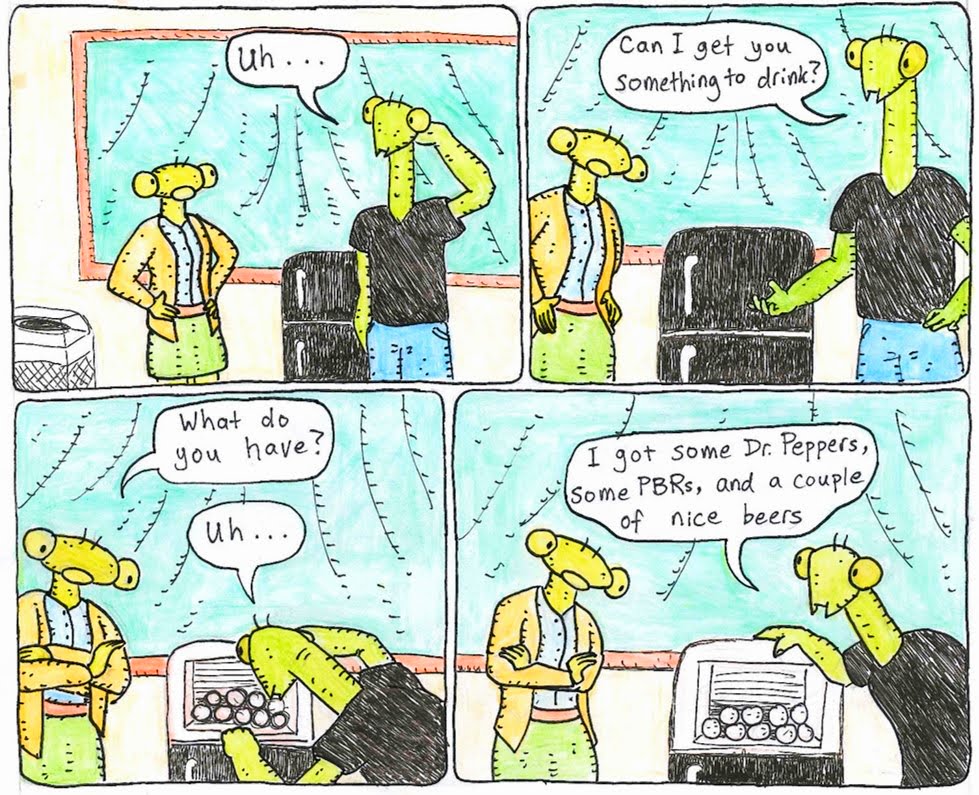 Uh...
Can I get you
something to drink?
What do
you have?
Uh...
I got some Dr. Peppers,
some PBRs, and a couple
of nice beers